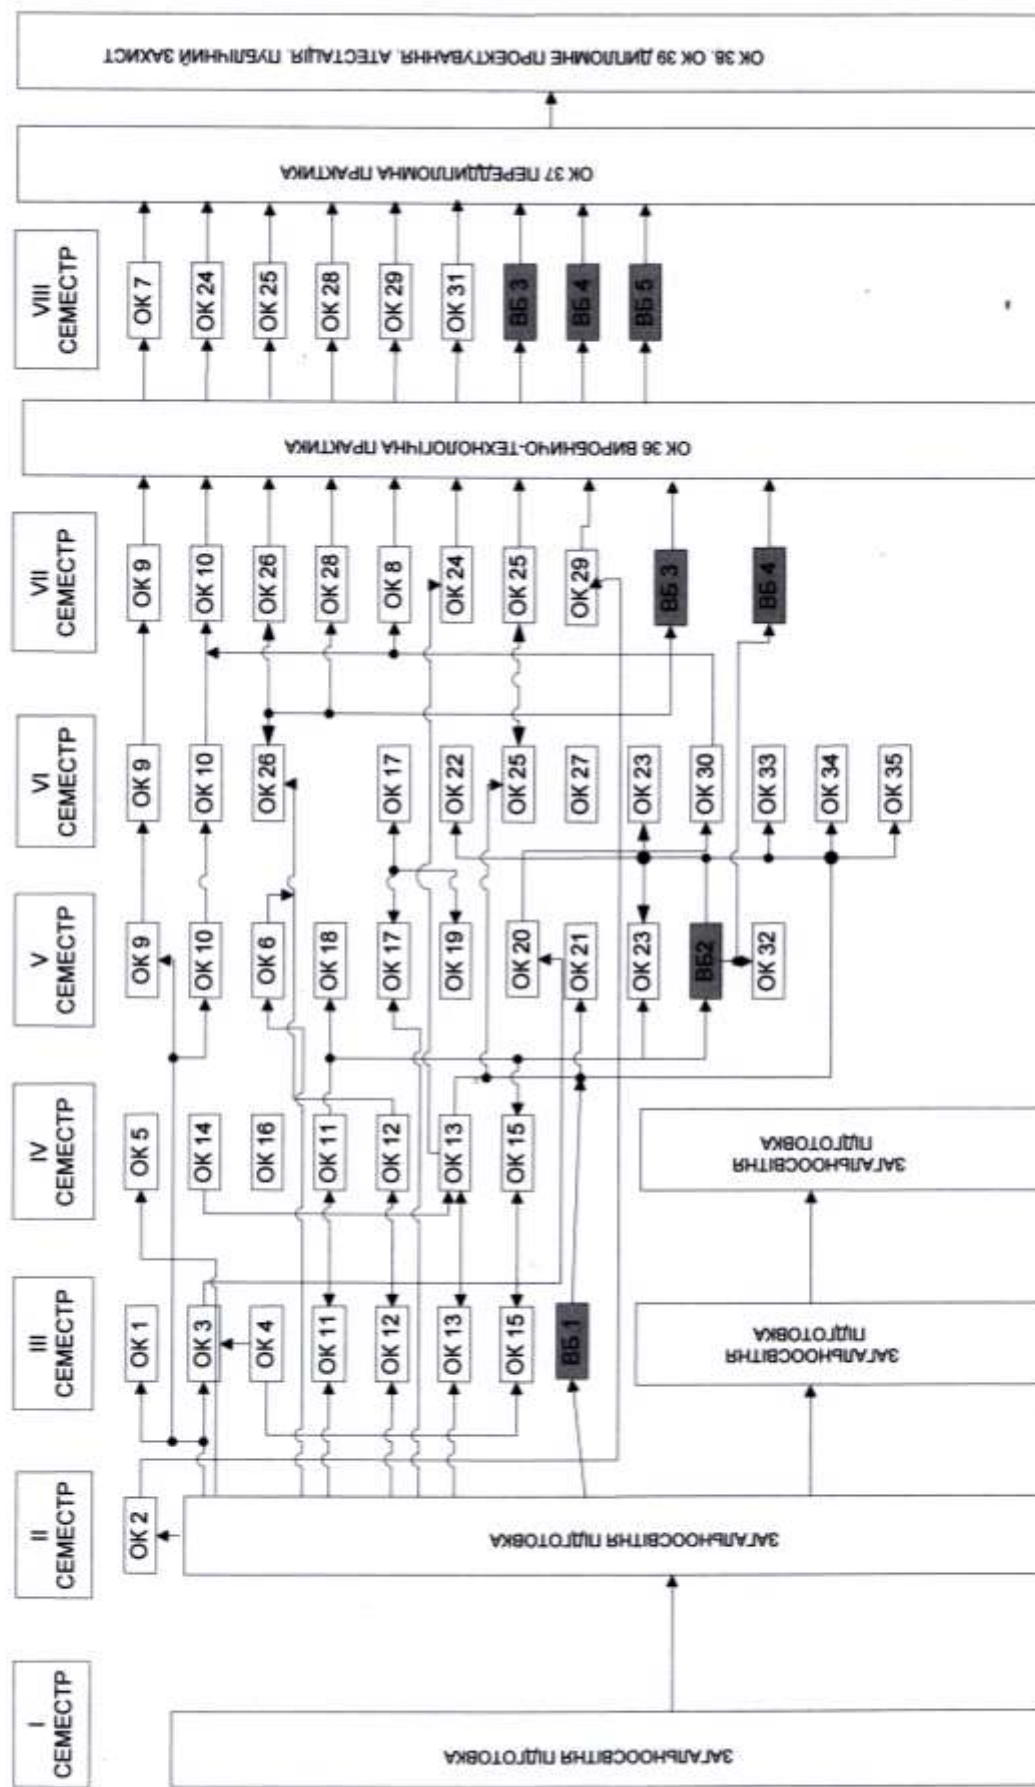 I
СЕМЕСТР
ЗАГАЛЬНООСВІТНЯ ПІДГОТОВКА
II
СЕМЕСТР
ОК 2
ЗАГАЛЬНООСВІТНЯ ПІДГОТОВКА
III
СЕМЕСТР
ОК 1
ОК 3
ОК 4
ОК 11
ОК 12
ОК 13
ОК 15
ВБ 1
ЗАГАЛЬНООСВІТНЯ
ПІДГОТОВКА
IV
СЕМЕСТР
ОК 5
ОК 14
ОК 16
ОК 11
ОК 12
ОК 13
ОК 15
ЗАГАЛЬНООСВІТНЯ
ПІДГОТОВКА
V
СЕМЕСТР
ОК 9
ОК 10
ОК 6
ОК 18
ОК 17
ОК 19
ОК 20
ОК 21
ОК 23
ВБ2
ОК 32
VI
СЕМЕСТР
ОК 9
ОК 10
ОК 26
ОК 17
ОК 22
ОК 25
ОК 27
ОК 23
ОК 30
ОК 33
ОК 34
ОК 35
VII
СЕМЕСТР
ОК 9
ОК 10
ОК 26
ОК 28
ОК 8
ОК 24
ОК 25
ОК 29
ВБ 3
ВБ 4
ОК 36 ВИРОБНИЧО-ТЕХНОЛОГІЧНА ПРАКТИКА
VIII
СЕМЕСТР
ОК 7
ОК 24
ОК 25
ОК 28
ОК 29
ОК 31
ВБ 3
ВБ 4
ВБ 5
ОК 37 ПЕРЕДДИПЛОМНА ПРАКТИКА
ОК 38. ОК 39 ДИПЛОМНЕ ПРОЕКТУВАННЯ. АТЕСТАЦІЯ. ПУБЛІЧНИЙ ЗАХИСТ